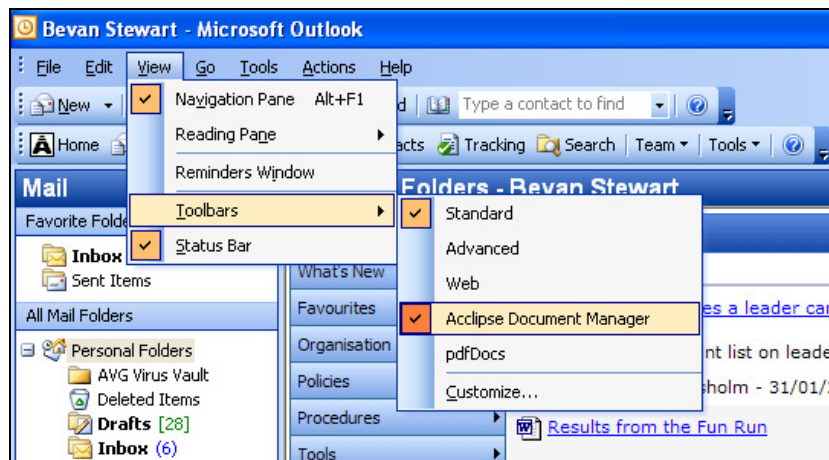 Bevan Stewart - Microsoft Outlook
File Edit View Go Tools Actions Help
New Type a contact to find
Navigation Pane Alt+F1
Home Tracking Search Team Tools
Reading Pane
Reminders Window
Mail Folders - Bevan Stewart
Toolbars
Favorite Folde
Standard
Status Bar
Advanced
Inbox
What's New
Sent Items
Web
Favourites
es a leader car
All Mail Folders
Acclipse Document Manager
Organisation
Personal Folders
pdfDocs
nt list on leade
AVG Virus Vault
Policies
sholm - 31/01/
Deleted Items
Customize...
Drafts [28]
Procedures
Results from the Fun Run
Inbox (6)
Tools